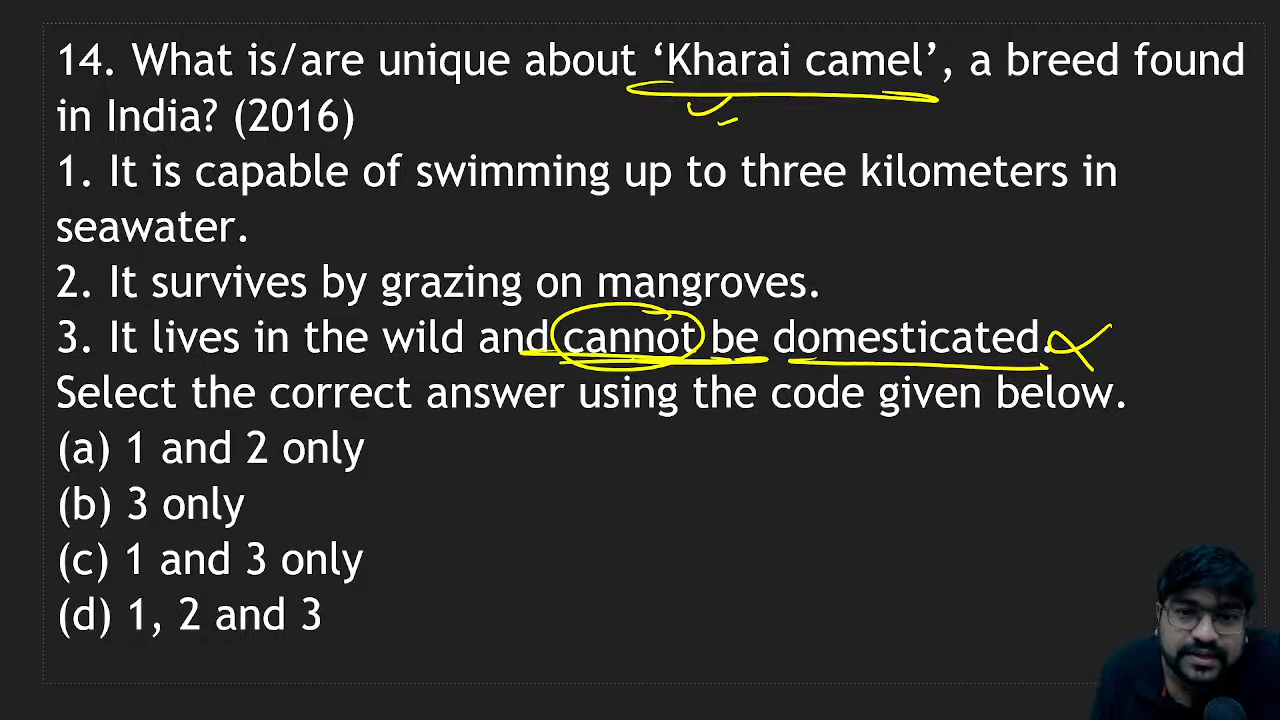 14. What is/are unique about ‘Kharai camel’, a breed found
in India? (2016)
1. It is capable of swimming up to three kilometers in
seawater.
2. It survives by grazing on mangroves.
3. It lives in the wild and cannot be domesticated.
Select the correct answer using the code given below.
(a) 1 and 2 only
(b) 3 only
(c) 1 and 3 only
(d) 1, 2 and 3